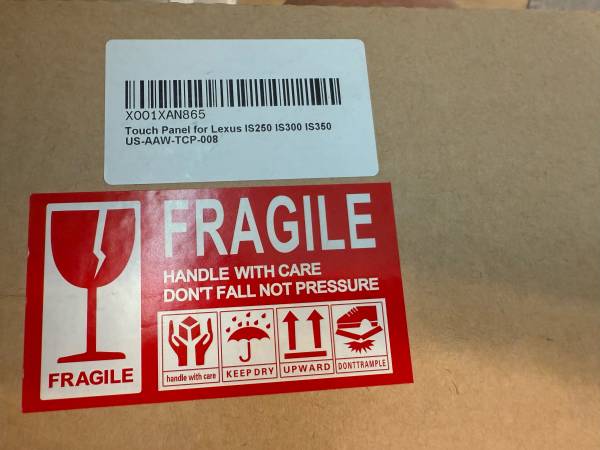 X001XAN865
Touch Panel for Lexus IS250 IS300 IS350
US-AAW-TCP-008
FRAGILE
HANDLE WITH CARE
DON'T FALL NOT PRESSURE
FRAGILE
handle with care
KEEP DRY
UPWARD
DONTTRAMPLE